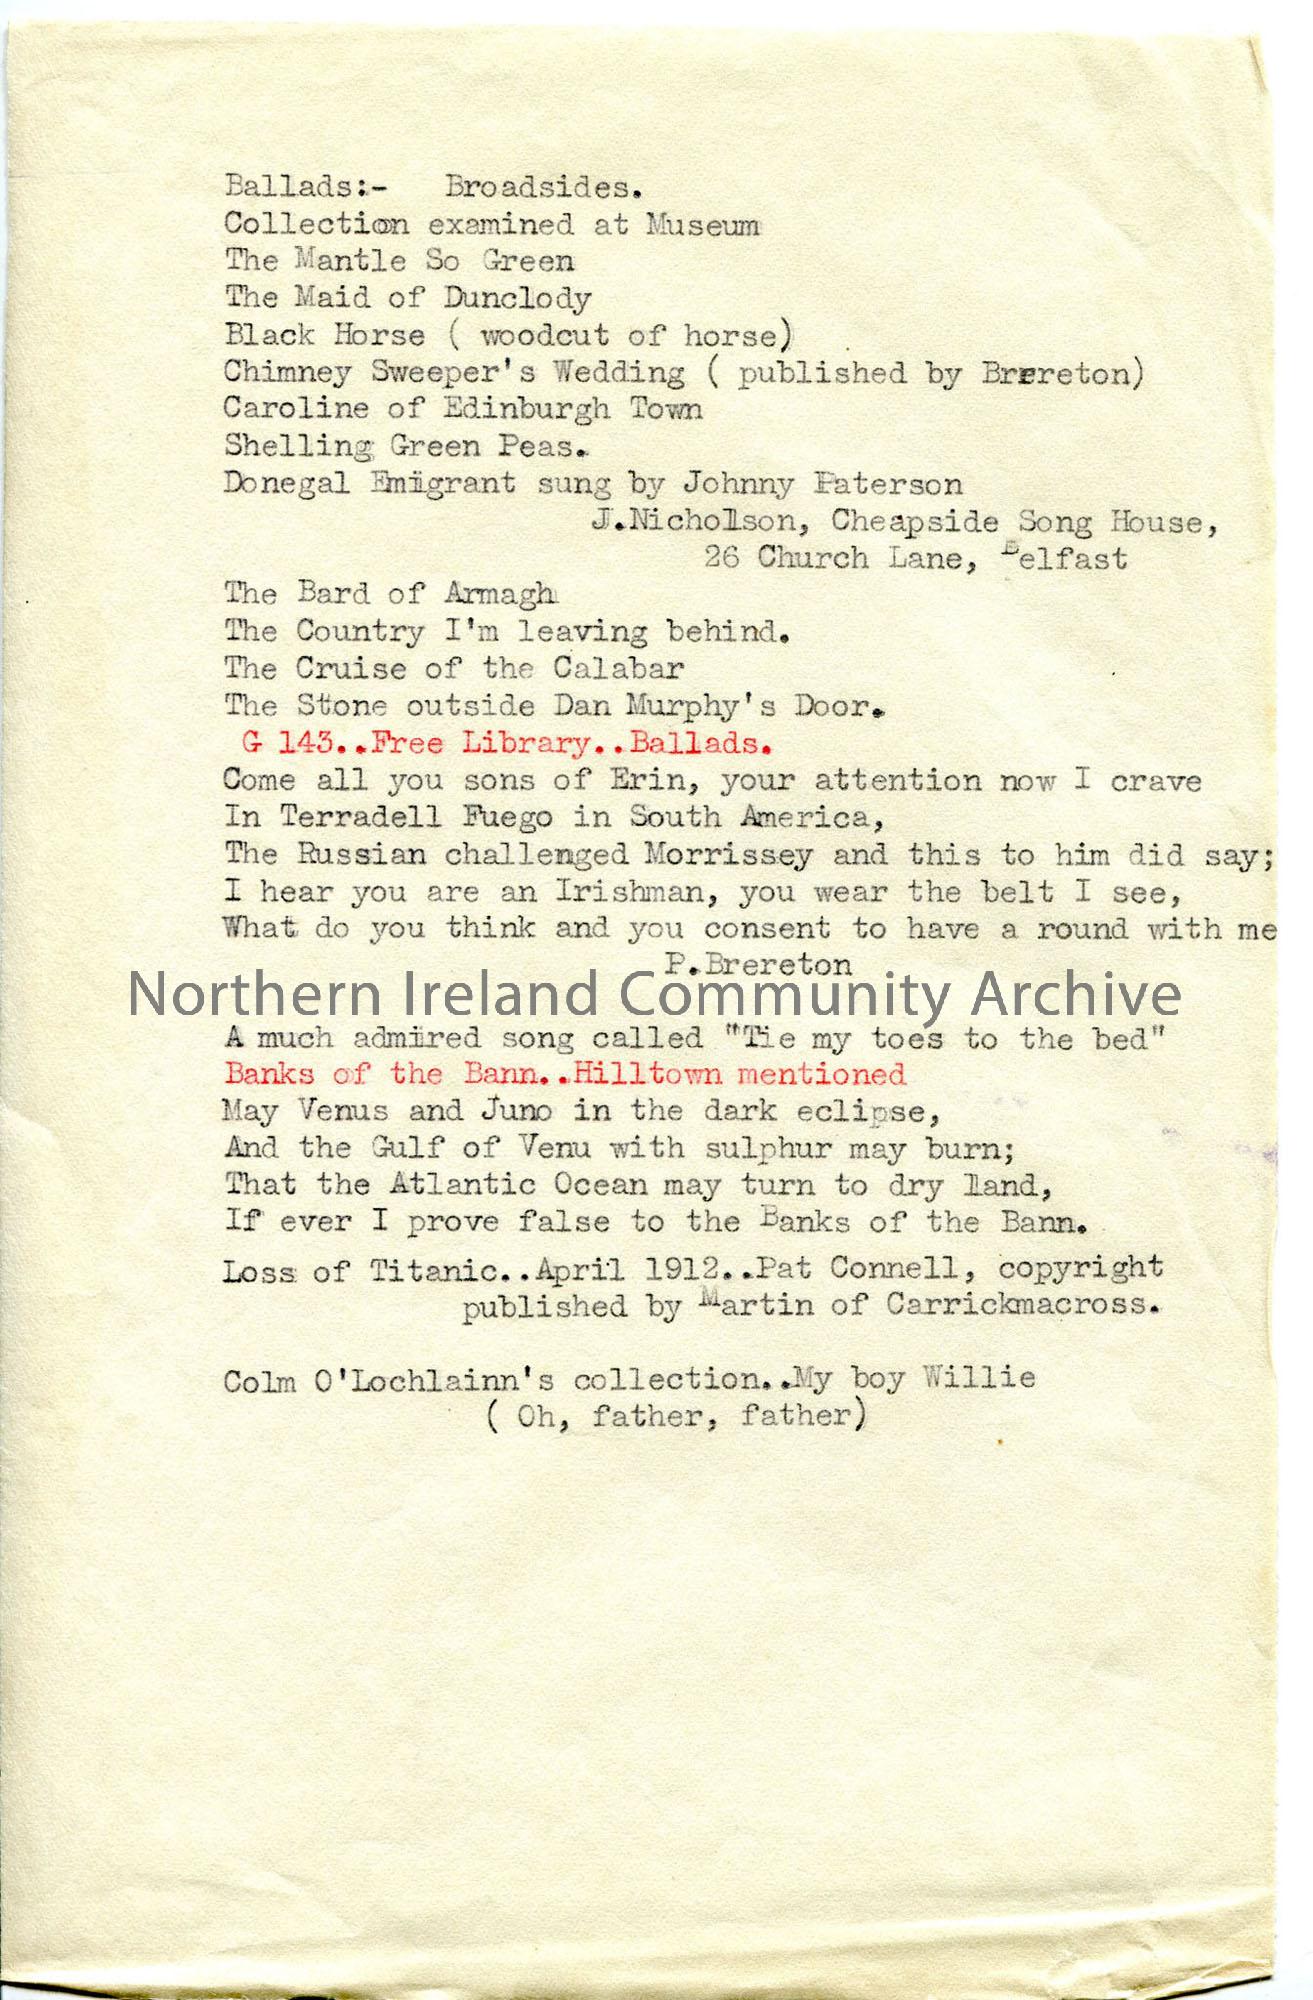 Ballads:-   Broadsides.
Collection examined at Museum
The Mantle So Green
The Maid of Dunclody
Black Horse ( woodcut of horse)
Chimney Sweeper's Wedding ( published by Brereton)
Caroline of Edinburgh Town
Shelling Green Peas.
Donegal Emigrant sung by Johnny Paterson
J.Nicholson, Cheapside Song House,
26 Church Lane, Belfast
The Bard of Armagh
The Country I'm leaving behind.
The Cruise of the Calabar
The Stone outside Dan Murphy's Door.
G 143..Free Library..Ballads.
Come all you sons of Erin, your attention now I crave
In Terradell Fuego in South America,
The Russian challenged Morrissey and this to him did say;
I hear you are an Irishman, you wear the belt I see,
What do you think and you consent to have a round with me
P.Brereton
Northern Ireland Community Archive
A much admired song called "Tie my toes to the bed"
Banks of the Bann..Hilltown mentioned
May Venus and Juno in the dark eclipse,
And the Gulf of Venu with sulphur may burn;
That the Atlantic Ocean may turn to dry land,
If ever I prove false to the Banks of the Bann.
Loss of Titanic..April 1912..Pat Connell, copyright
published by Martin of Carrickmacross.
Colm O'Lochlainn's collection..My boy Willie
( Oh, father, father)